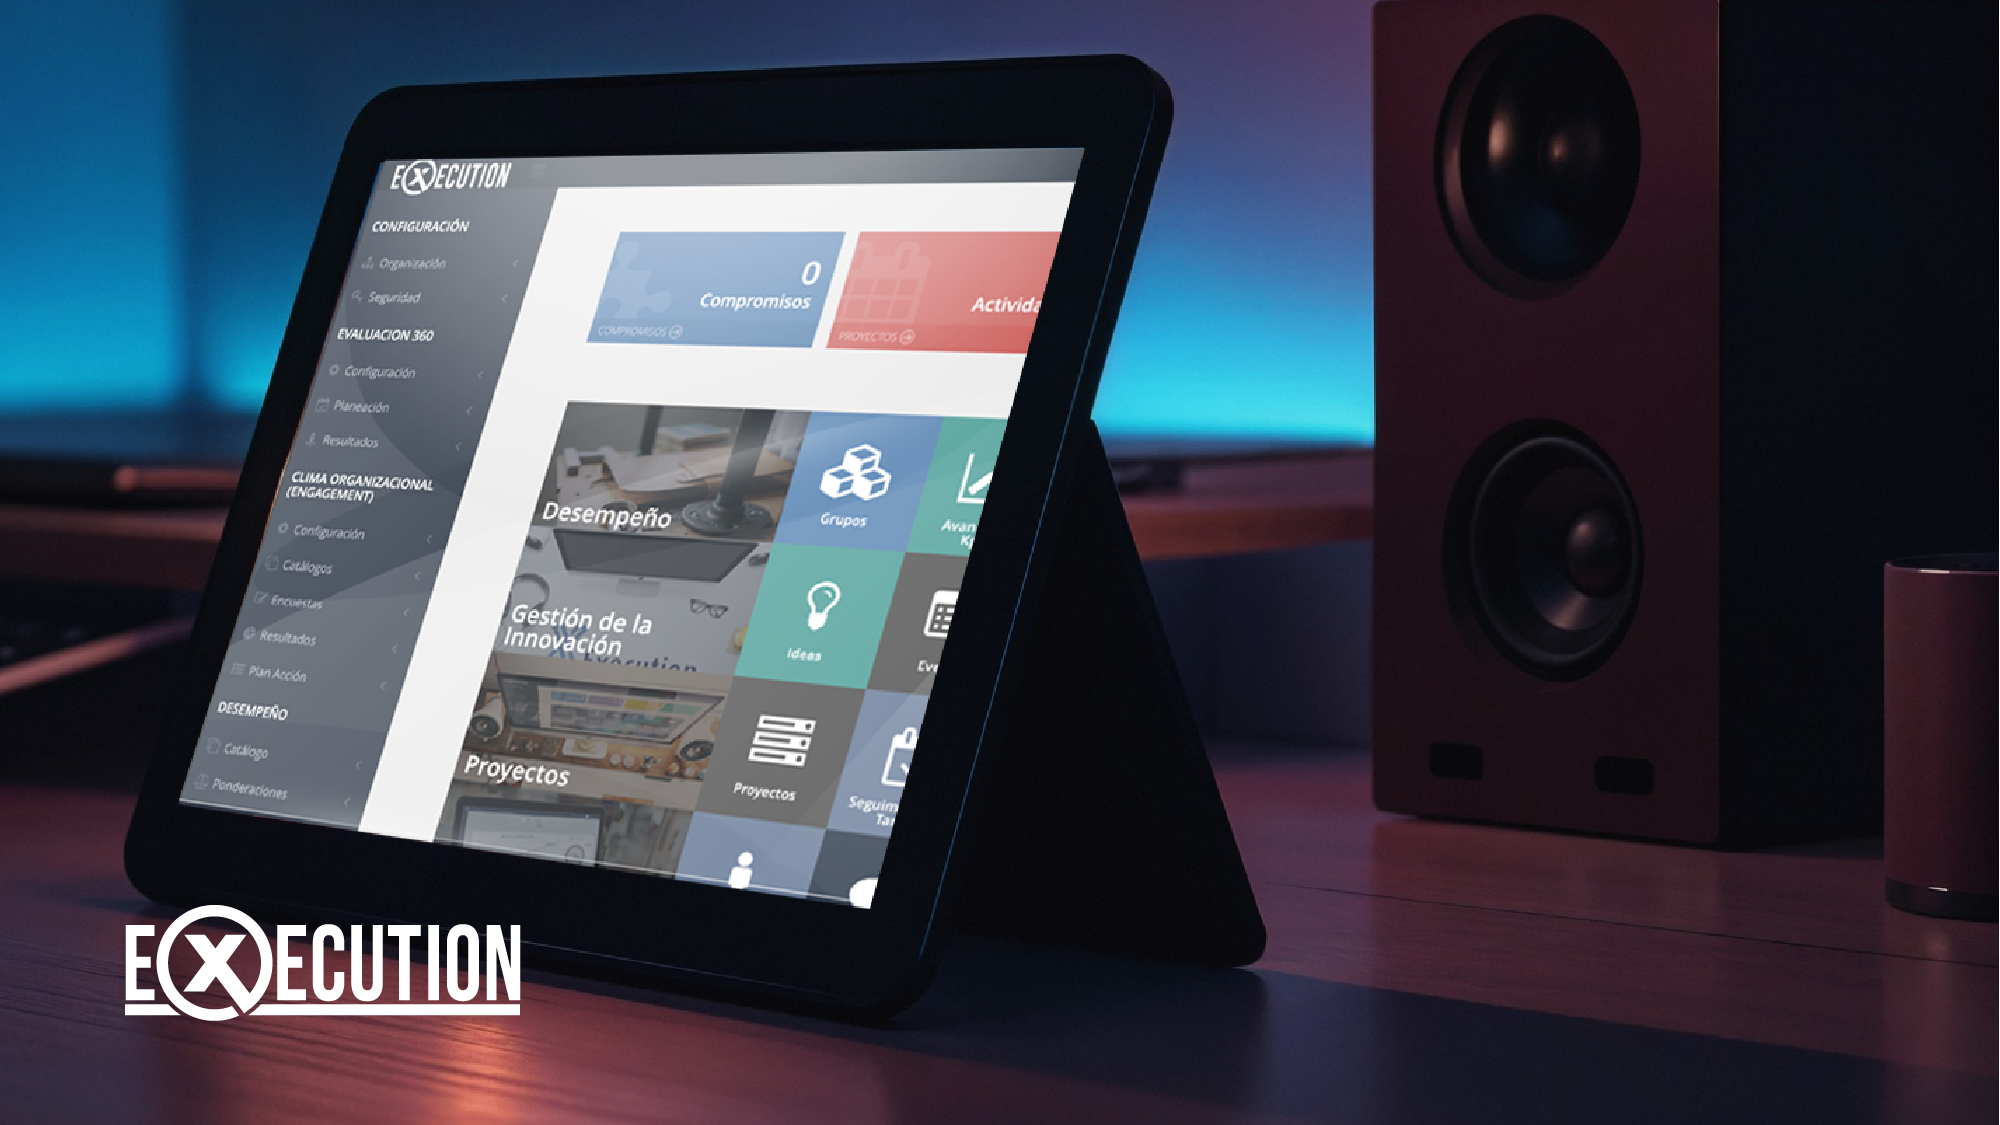 EXECUTION
CONFIGURACIÓN
Organización
Seguridad
EVALUACION 360
Configuración
Planeación
Resultados
CLIMA ORGANIZACIONAL
(ENGAGEMENT)
Configuración
Catálogos
Encuestas
Resultados
Plan Acción
DESEMPEÑO
Catálogo
Ponderaciones
0
Compromisos
COMPROMISOS
Activida
PROYECTOS
Desempeño
Grupos
Avan
Kp
Gestión de la
Innovación
Execution
Ideas
Eve
Proyectos
Proyectos
Seguim
Tar
EXECUTION